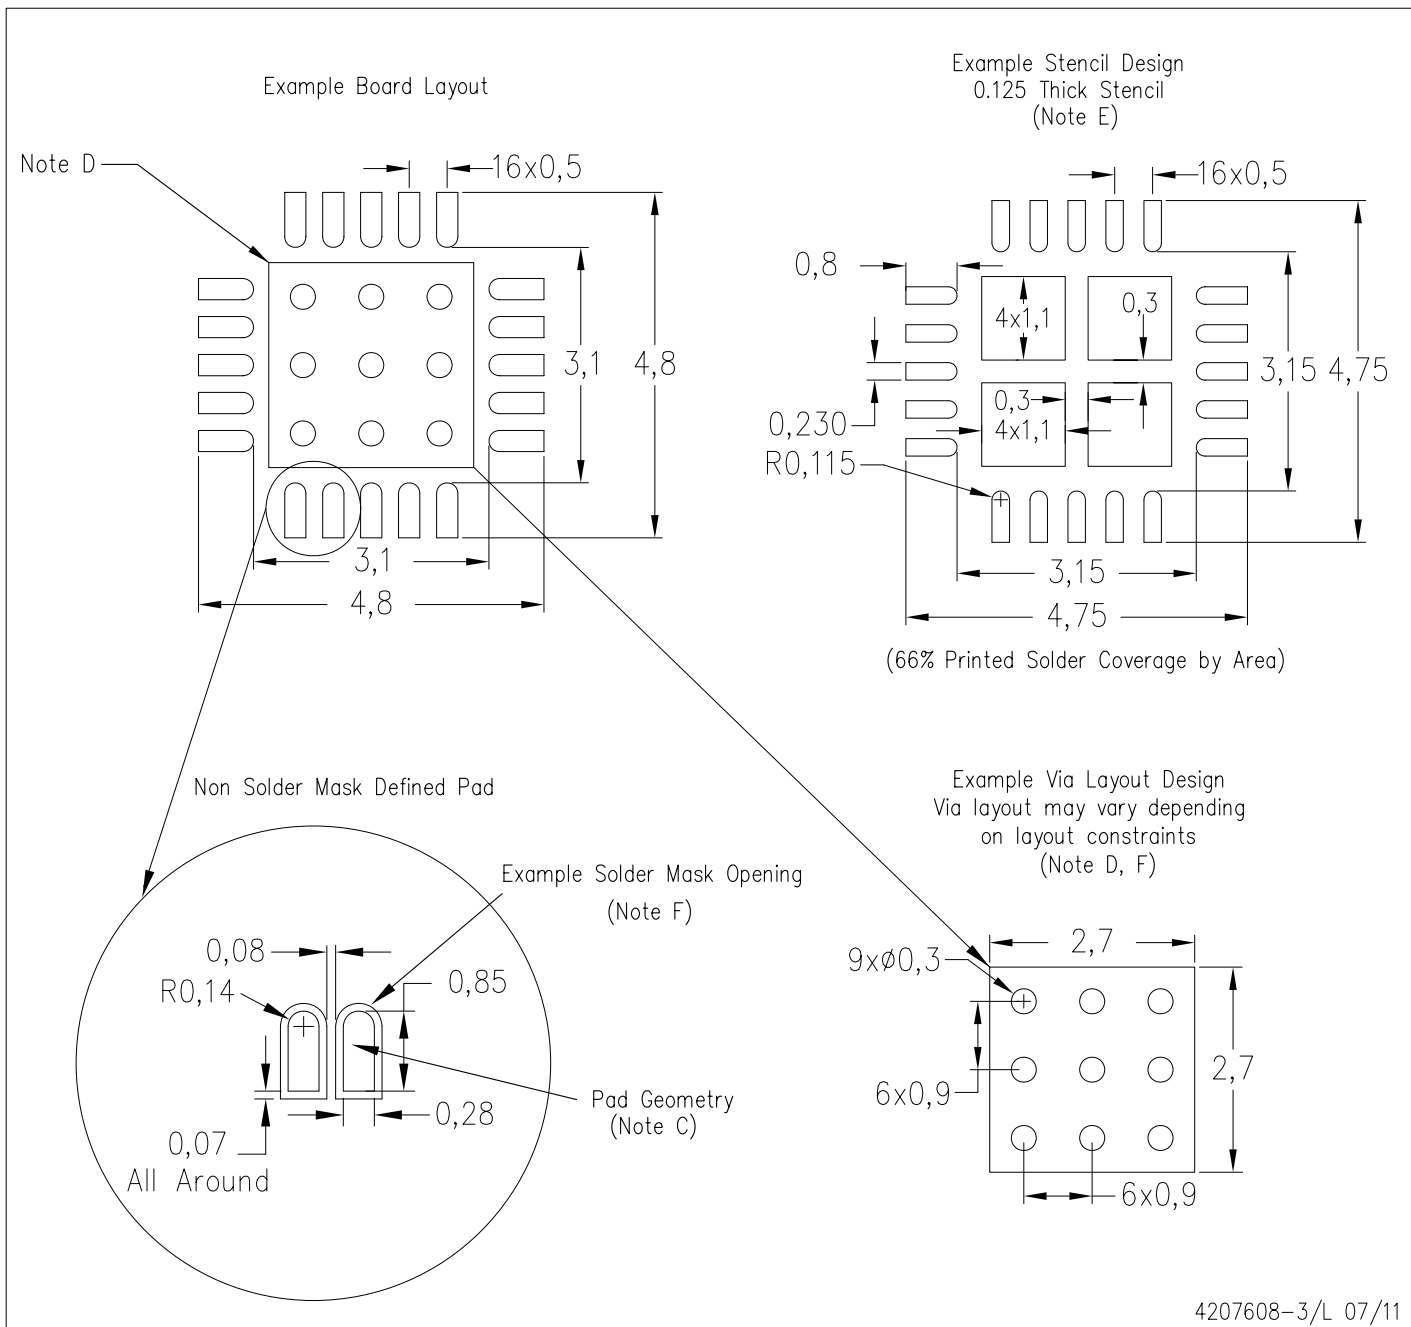 Example Board Layout
Note D
16x0,5
3,1
4,8
3,1
4,8
Example Stencil Design
0.125 Thick Stencil
(Note E)
16x0,5
0,8
4x1,1
0,3
3,15
4,75
0,3
4x1,1
0,230
R0,115
3,15
4,75
(66% Printed Solder Coverage by Area)
Non Solder Mask Defined Pad
Example Solder Mask Opening
(Note F)
0,08
R0,14
0,85
0,28
Pad Geometry
(Note C)
0,07
All Around
Example Via Layout Design
Via layout may vary depending
on layout constraints
(Note D, F)
2,7
9xø0,3
2,7
6x0,9
6x0,9
4207608-3/L 07/11